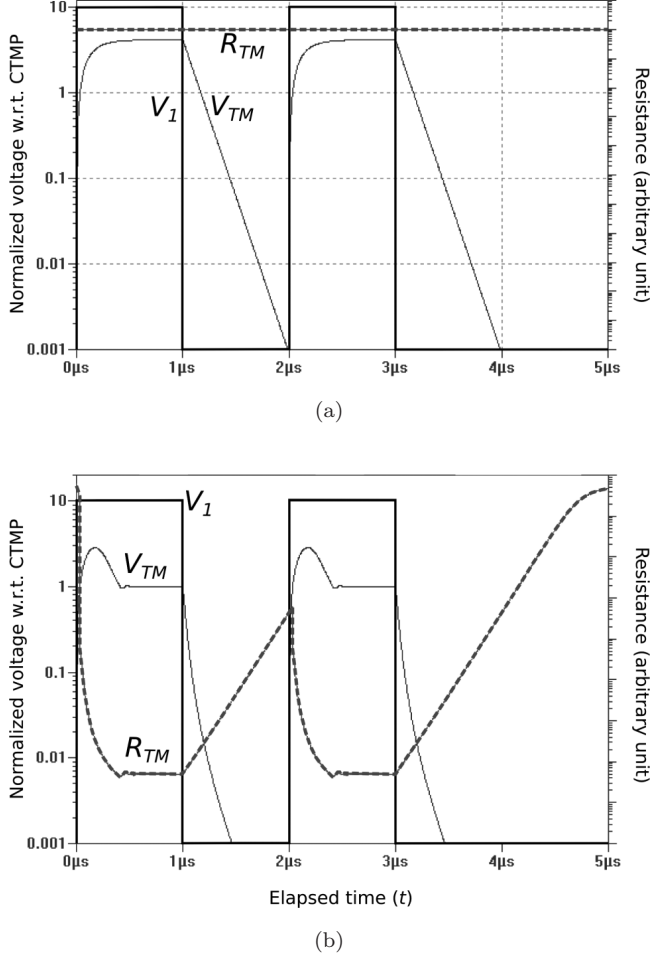 10
1
0.1
0.01
0.001
0µs 1µs 2µs 3µs 4µs 5µs
Normalized voltage w.r.t. CTMP
Resistance (arbitrary unit)
R_TM
V_1 V_TM
(a)
10
1
0.1
0.01
0.001
0µs 1µs 2µs 3µs 4µs 5µs
Normalized voltage w.r.t. CTMP
Resistance (arbitrary unit)
V_1
V_TM
R_TM
Elapsed time (t)
(b)